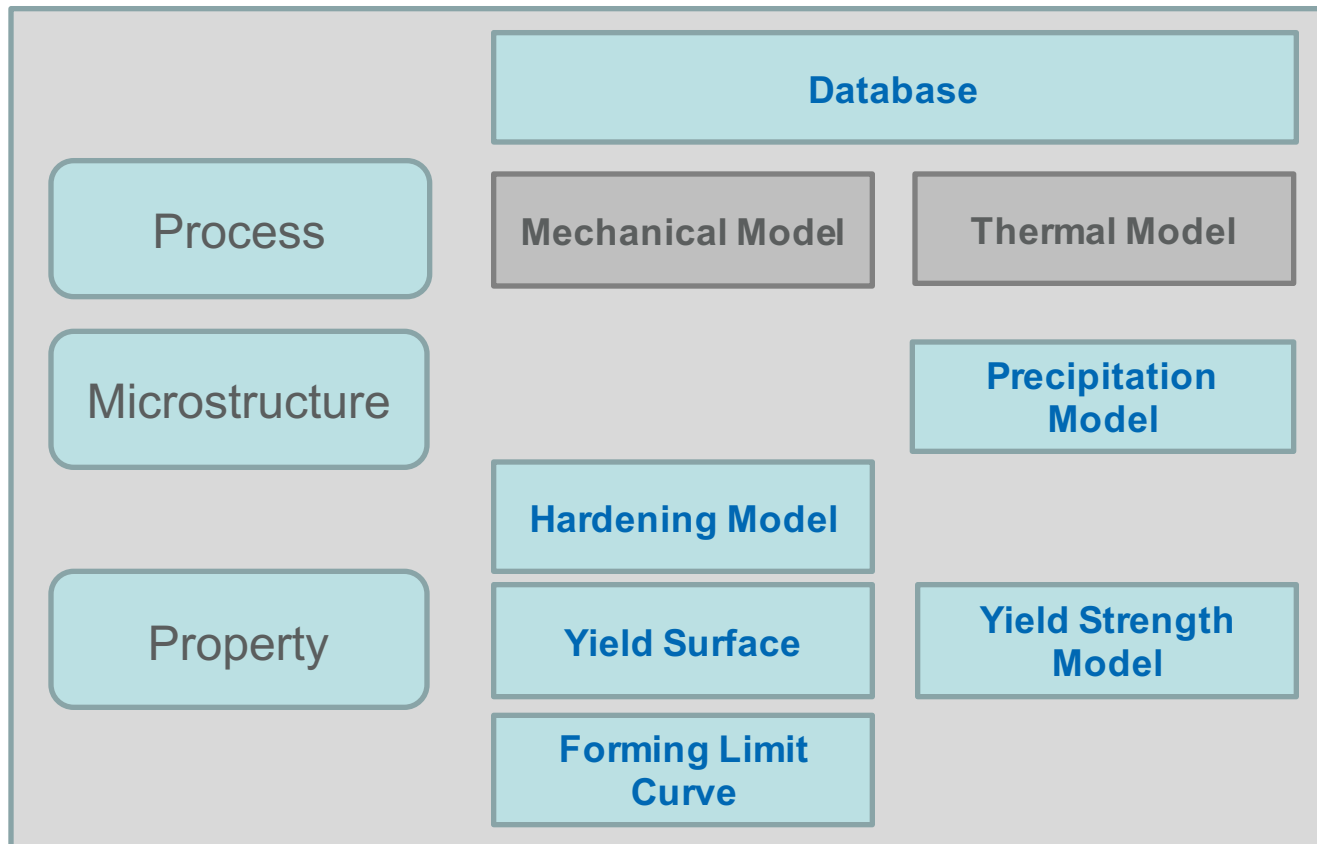 Database
Process
Mechanical Model
Thermal Model
Microstructure
Precipitation
Model
Hardening Model
Property
Yield Surface
Yield Strength
Model
Forming Limit
Curve